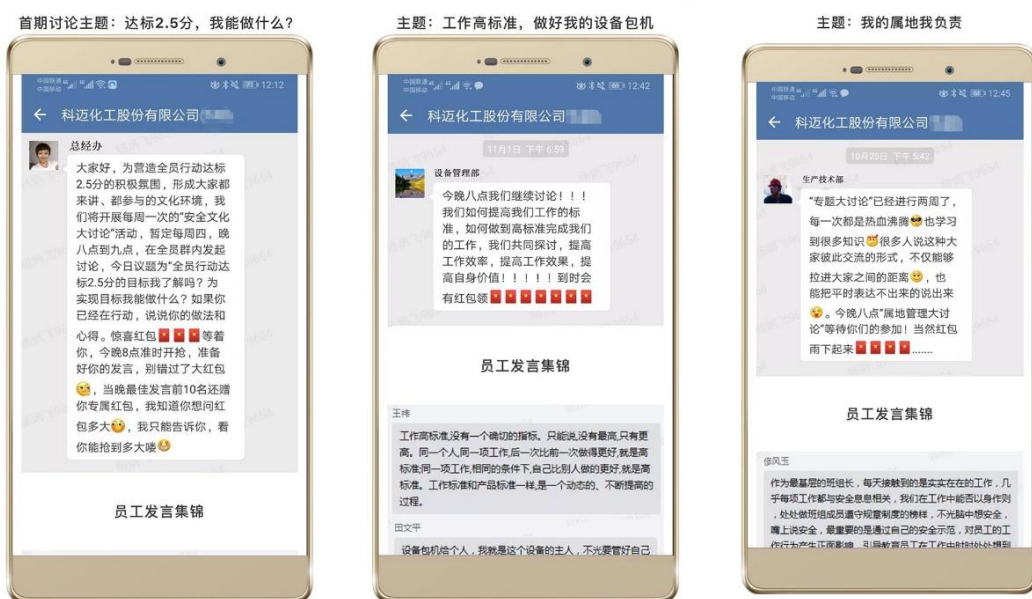 首期讨论主题：达标2.5分，我能做什么？
12:12
科迈化工股份有限公司
总经办
大家好，为营造全员行动达标
2.5分的积极氛围，形成大家都
来讲、都参与的文化环境，我
们将开展每周一次的“安全文化
大讨论”活动，暂定每周四，晚
八点到九点，在全员群内发起
讨论，今日议题为“全员行动达
标2.5分的目标我了解吗？为
实现目标我能做什么？如果你
已经在行动，说说你的做法和
心得。惊喜红包🧧🧧🧧等着
你，今晚8点准时开抢，准备
好你的发言，别错过了大红包
，当晚最佳发言前10名还赠
你专属红包，我知道你想问红
包多大，我只能告诉你，看
你能抢到多大喽
员工发言集锦
主题：工作高标准，做好我的设备包机
12:42
科迈化工股份有限公司
11月1日 下午 6:59
设备管理部
今晚八点我们继续讨论！！！
我们如何提高我们工作的标
准，如何做到高标准完成我们
的工作，我们共同探讨，提高
工作效率，提高工作效果，提
高自身价值！！！！！到时会
有红包领🧧🧧🧧🧧🧧🧧🧧
员工发言集锦
王炜
工作高标准,没有一个确切的指标。只能说,没有最高,只有更
高。同一个人,同一项工作,后一次比前一次做得更好,就是高
标准;同一项工作,相同的条件下,自己比别人做的更好,就是高
标准。工作标准和产品标准一样,是一个动态的、不断提高的
过程。
田文平
设备包机给个人，我就是这个设备的主人，不光要管好自己
主题：我的属地我负责
12:45
科迈化工股份有限公司
10月25日 下午 5:42
生产技术部
“专题大讨论”已经进行两周了，
每一次都是热血沸腾也学习
到很多知识很多人说这种大
家彼此交流的形式，不仅能够
拉进大家之间的距离，也
能把平时表达不出来的说出来
。今晚八点“属地管理大讨
论”等待你们的参加！当然红包
雨下起来🧧🧧🧧🧧.......
员工发言集锦
修风玉
作为最基层的班组长，每天接触到的是实实在在的工作，几
乎每项工作都与安全息息相关，我们在工作中能否以身作则
，处处做班组成员遵守规章制度的榜样，不光脑中想安全，
嘴上说安全，最重要的是通过自己的安全示范，对员工的工
作行为产生正面影响，引导教育员工在工作中时时处处想到